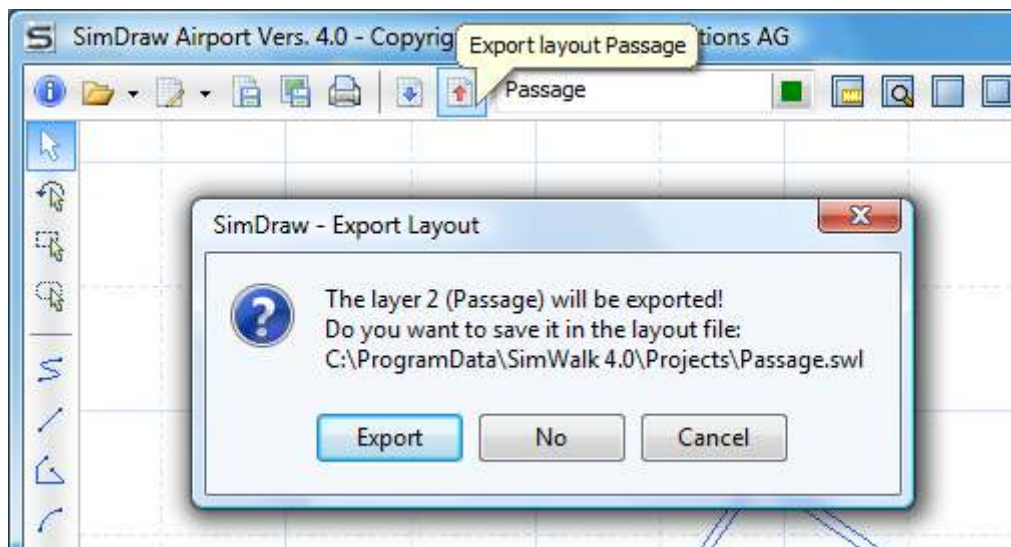 SimDraw Airport Vers. 4.0 - Copyrig
Export layout Passage
tions AG
Passage
SimDraw - Export Layout
The layer 2 (Passage) will be exported!
Do you want to save it in the layout file:
C:\ProgramData\SimWalk 4.0\Projects\Passage.swl
Export No Cancel